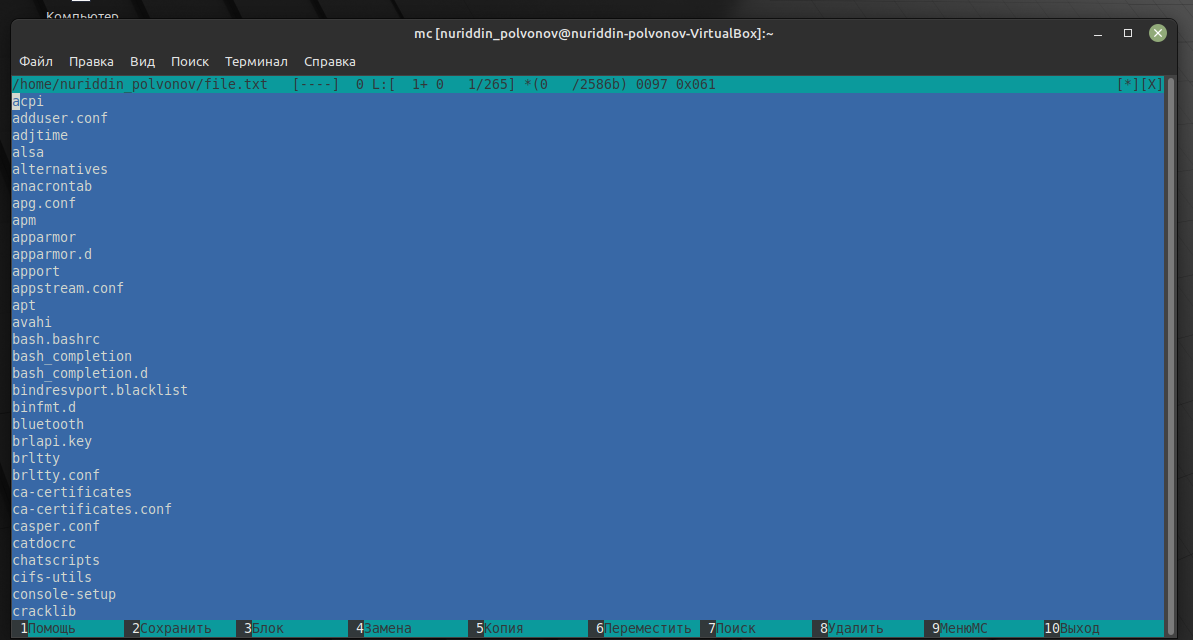 Компьютер
mc [nuriddin_polvonov@nuriddin-polvonov-VirtualBox]:~
Файл Правка Вид Поиск Терминал Справка
/home/nuriddin_polvonov/file.txt [----] 0 L:[ 1+ 0 1/265] *(0 /2586b) 0097 0x061 [*][X]
acpi
adduser.conf
adjtime
alsa
alternatives
anacrontab
apg.conf
apm
apparmor
apparmor.d
apport
appstream.conf
apt
avahi
bash.bashrc
bash_completion
bash_completion.d
bindresvport.blacklist
binfmt.d
bluetooth
brlapi.key
brltty
brltty.conf
ca-certificates
ca-certificates.conf
casper.conf
catdocrc
chatscripts
cifs-utils
console-setup
cracklib
1Помощь 2Сохранить 3Блок 4Замена 5Копия 6Переместить 7Поиск 8Удалить 9МенюMC 10Выход